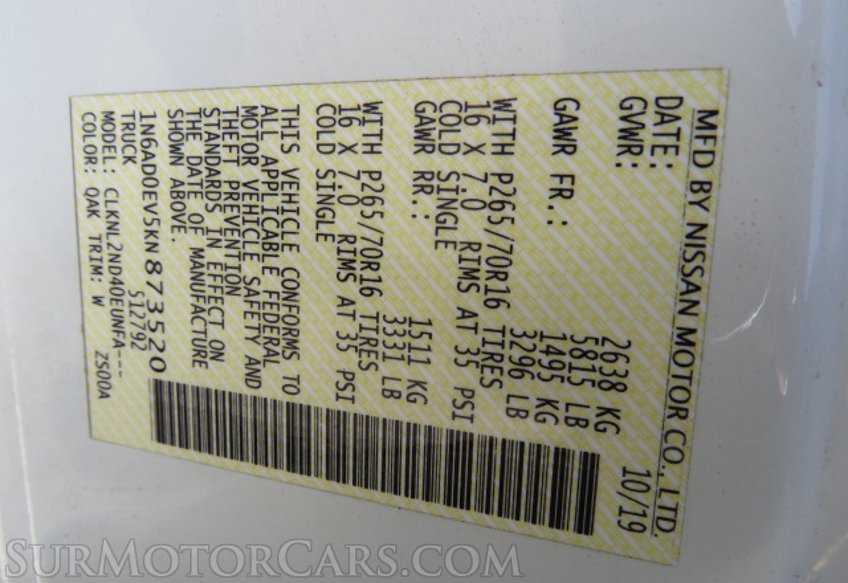 MFD BY NISSAN MOTOR CO., LTD.
DATE: 10/19
GVWR: 2638 KG
5815 LB
GAWR FR.: 1495 KG
3296 LB
WITH P265/70R16 TIRES
16 X 7.0 RIMS AT 35 PSI
COLD SINGLE
GAWR RR.: 1511 KG
3331 LB
WITH P265/70R16 TIRES
16 X 7.0 RIMS AT 35 PSI
COLD SINGLE
THIS VEHICLE CONFORMS TO
ALL APPLICABLE FEDERAL
MOTOR VEHICLE SAFETY AND
THEFT PREVENTION
STANDARDS IN EFFECT ON
THE DATE OF MANUFACTURE
SHOWN ABOVE.
1N6AD0EV5KN873520
TRUCK 512792
MODEL: CLKNL2ND40EUNFA---
COLOR: QAK TRIM: W ZS00A
SURMOTORCARS.COM